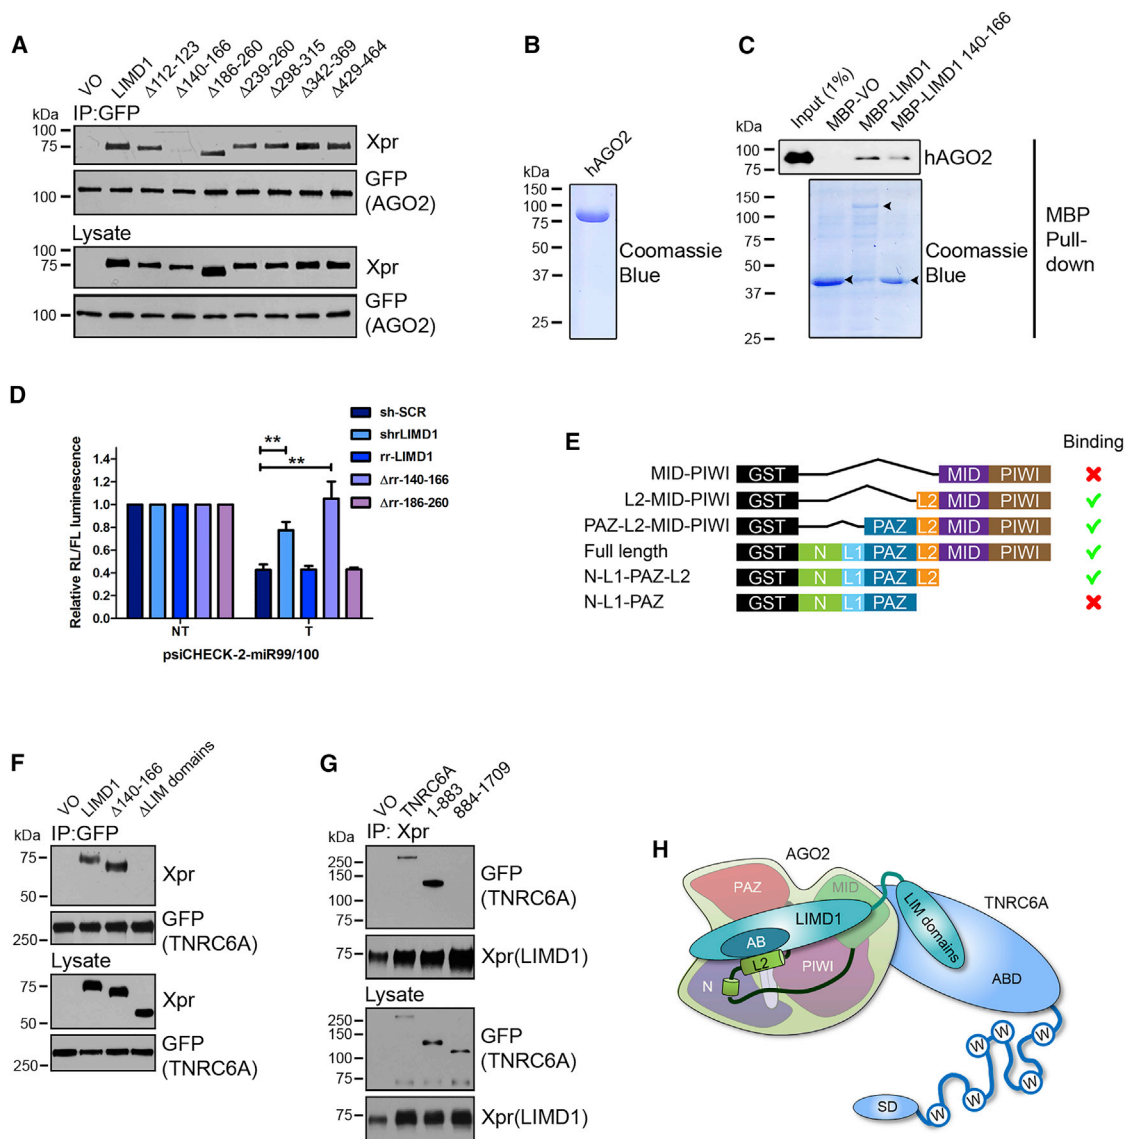 A
VO
LIMD1
Δ112-123
Δ140-166
Δ186-260
Δ239-260
Δ298-315
Δ342-369
Δ429-464
IP:GFP
kDa
100
75
Xpr
100
GFP
(AGO2)
Lysate
100
75
Xpr
100
GFP
(AGO2)
B
hAGO2
kDa
150
100
75
50
37
25
Coomassie
Blue
C
Input (1%)
MBP-VO
MBP-LIMD1
MBP-LIMD1 140-166
kDa
100
75
hAGO2
150
100
75
50
37
25
Coomassie
Blue
MBP
Pull-
down
D
sh-SCR
shrLIMD1
rr-LIMD1
Δrr-140-166
Δrr-186-260
Relative RL/FL luminescence
1.4
1.2
1.0
0.8
0.6
0.4
0.2
0.0
**
**
NT
T
psiCHECK-2-miR99/100
E
Binding
MID-PIWI GST MID PIWI
L2-MID-PIWI GST L2 MID PIWI
PAZ-L2-MID-PIWI GST PAZ L2 MID PIWI
Full length GST N L1 PAZ L2 MID PIWI
N-L1-PAZ-L2 GST N L1 PAZ L2
N-L1-PAZ GST N L1 PAZ
F
VO
LIMD1
Δ140-166
ΔLIM domains
IP:GFP
kDa
75
50
Xpr
250
GFP
(TNRC6A)
Lysate
75
50
Xpr
250
GFP
(TNRC6A)
G
VO
TNRC6A
1-883
884-1709
IP: Xpr
kDa
250
150
100
75
GFP
(TNRC6A)
75
Xpr(LIMD1)
Lysate
250
150
100
75
GFP
(TNRC6A)
75
Xpr(LIMD1)
H
AGO2
PAZ
MID
LIMD1
AB
L2
N
PIWI
LIM domains
TNRC6A
ABD
W
W
W
W
W
W
SD